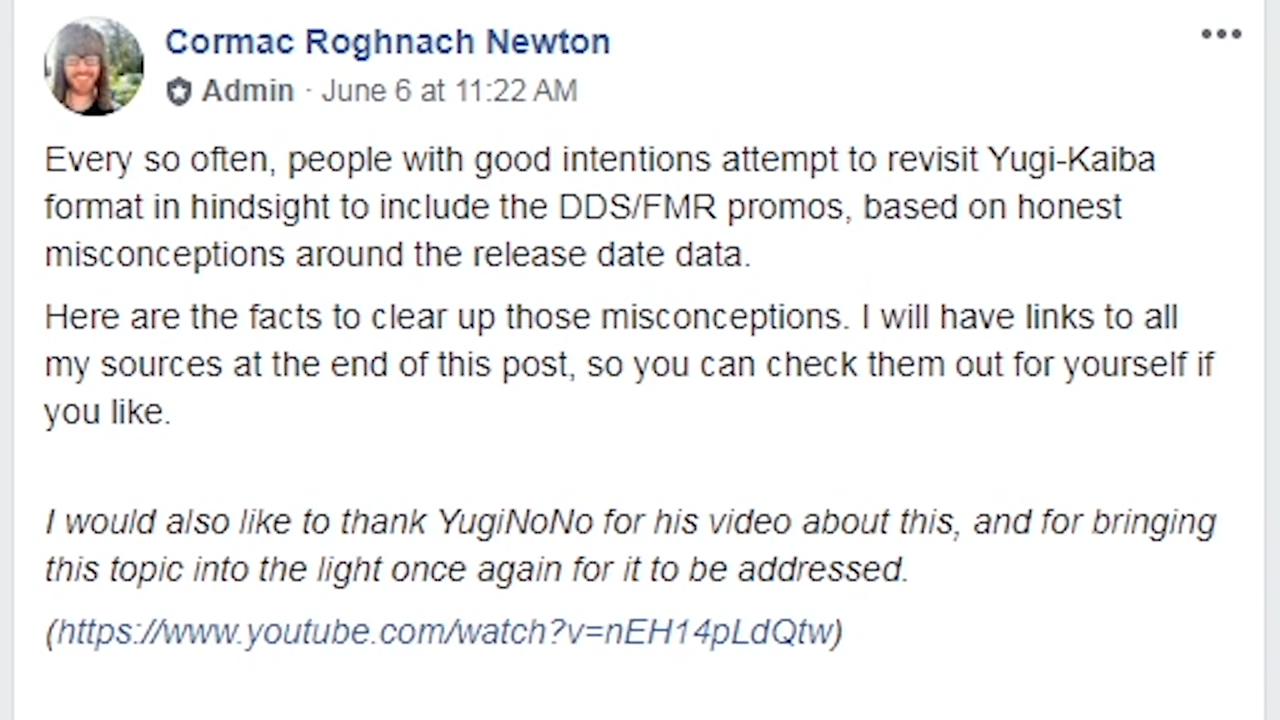 Cormac Roghnach Newton
Admin · June 6 at 11:22 AM
Every so often, people with good intentions attempt to revisit Yugi-Kaiba
format in hindsight to include the DDS/FMR promos, based on honest
misconceptions around the release date data.
Here are the facts to clear up those misconceptions. I will have links to all
my sources at the end of this post, so you can check them out for yourself if
you like.
I would also like to thank YugiNoNo for his video about this, and for bringing
this topic into the light once again for it to be addressed.
(https://www.youtube.com/watch?v=nEH14pLdQtw)